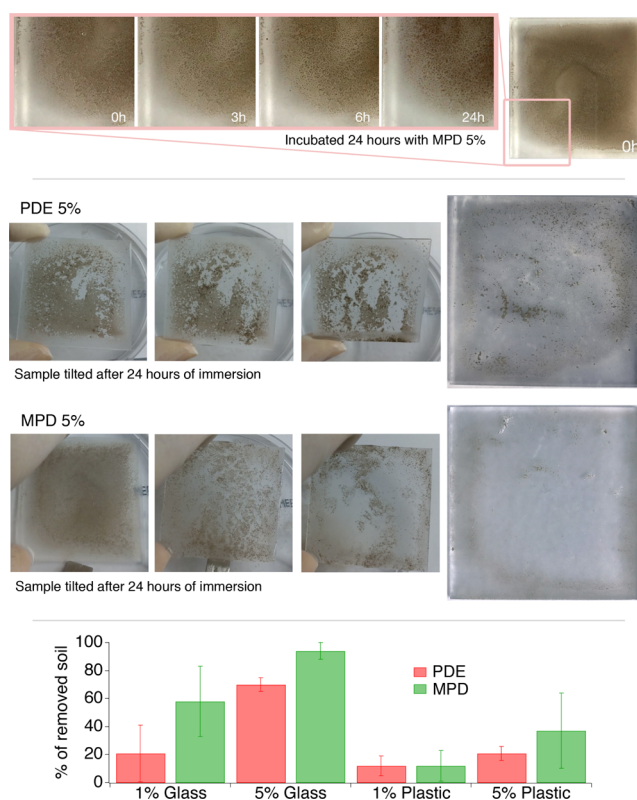 0h
3h
6h
24h
0h
Incubated 24 hours with MPD 5%
PDE 5%
Sample tilted after 24 hours of immersion
MPD 5%
Sample tilted after 24 hours of immersion
100
80
60
40
20
0
% of removed soil
PDE
MPD
1% Glass
5% Glass
1% Plastic
5% Plastic